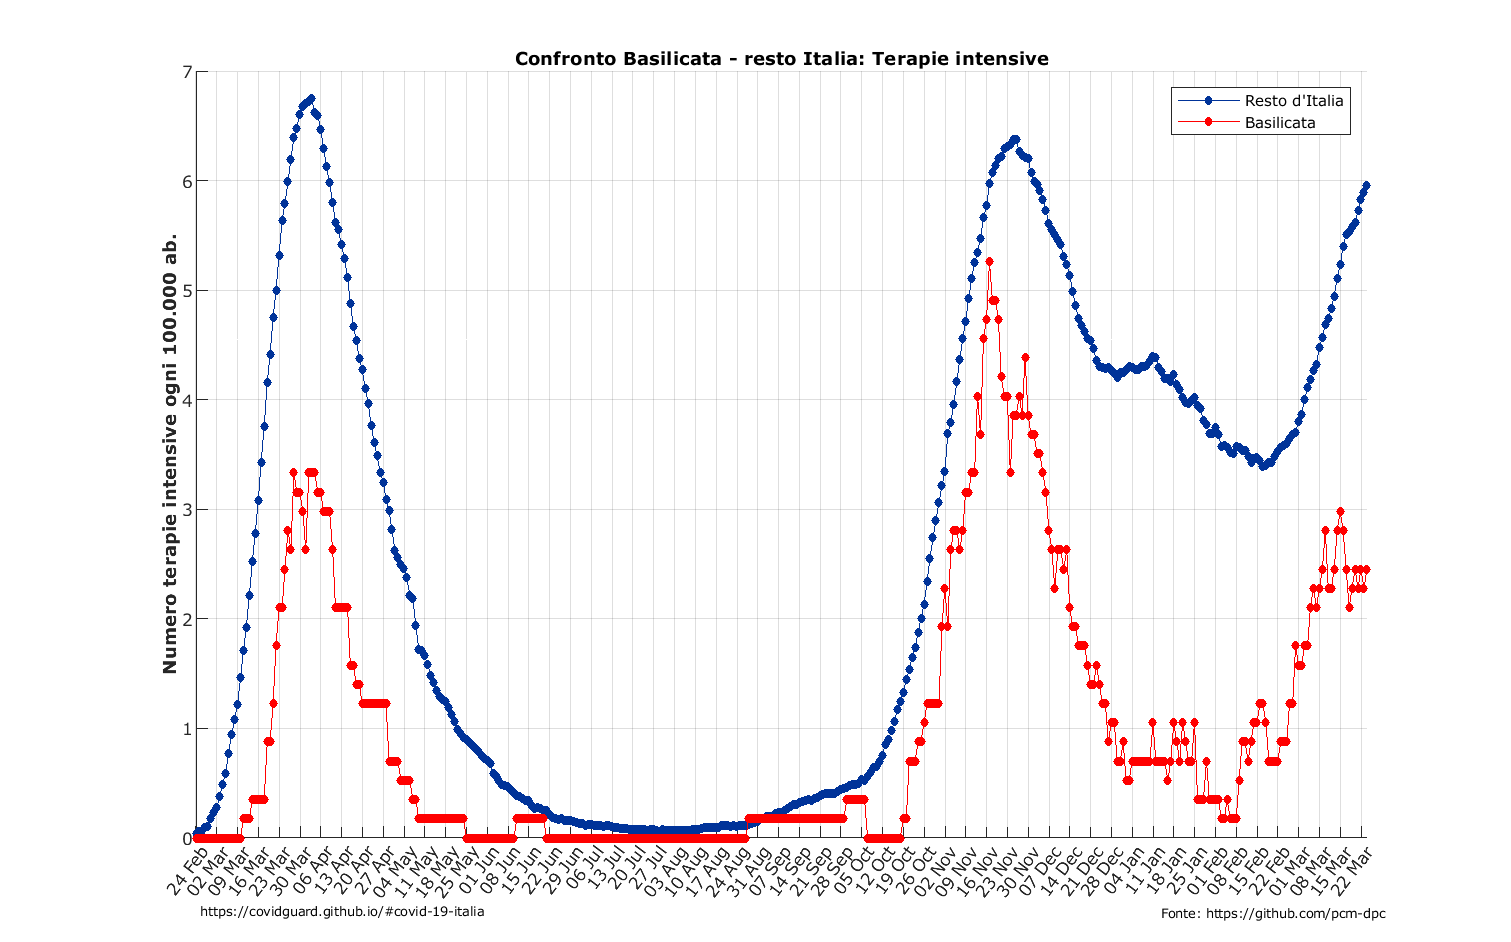 Confronto Basilicata - resto Italia: Terapie intensive
Resto d'Italia
Basilicata
Numero terapie intensive ogni 100.000 ab.
7
6
5
4
3
2
1
0
24 Feb
02 Mar
09 Mar
16 Mar
23 Mar
30 Mar
06 Apr
13 Apr
20 Apr
27 Apr
04 May
11 May
18 May
25 May
01 Jun
08 Jun
15 Jun
22 Jun
29 Jun
06 Jul
13 Jul
20 Jul
27 Jul
03 Aug
10 Aug
17 Aug
24 Aug
31 Aug
07 Sep
14 Sep
21 Sep
28 Sep
05 Oct
12 Oct
19 Oct
26 Oct
02 Nov
09 Nov
16 Nov
23 Nov
30 Nov
07 Dec
14 Dec
21 Dec
28 Dec
04 Jan
11 Jan
18 Jan
25 Jan
01 Feb
08 Feb
15 Feb
22 Feb
01 Mar
08 Mar
15 Mar
22 Mar
https://covidguard.github.io/#covid-19-italia
Fonte: https://github.com/pcm-dpc